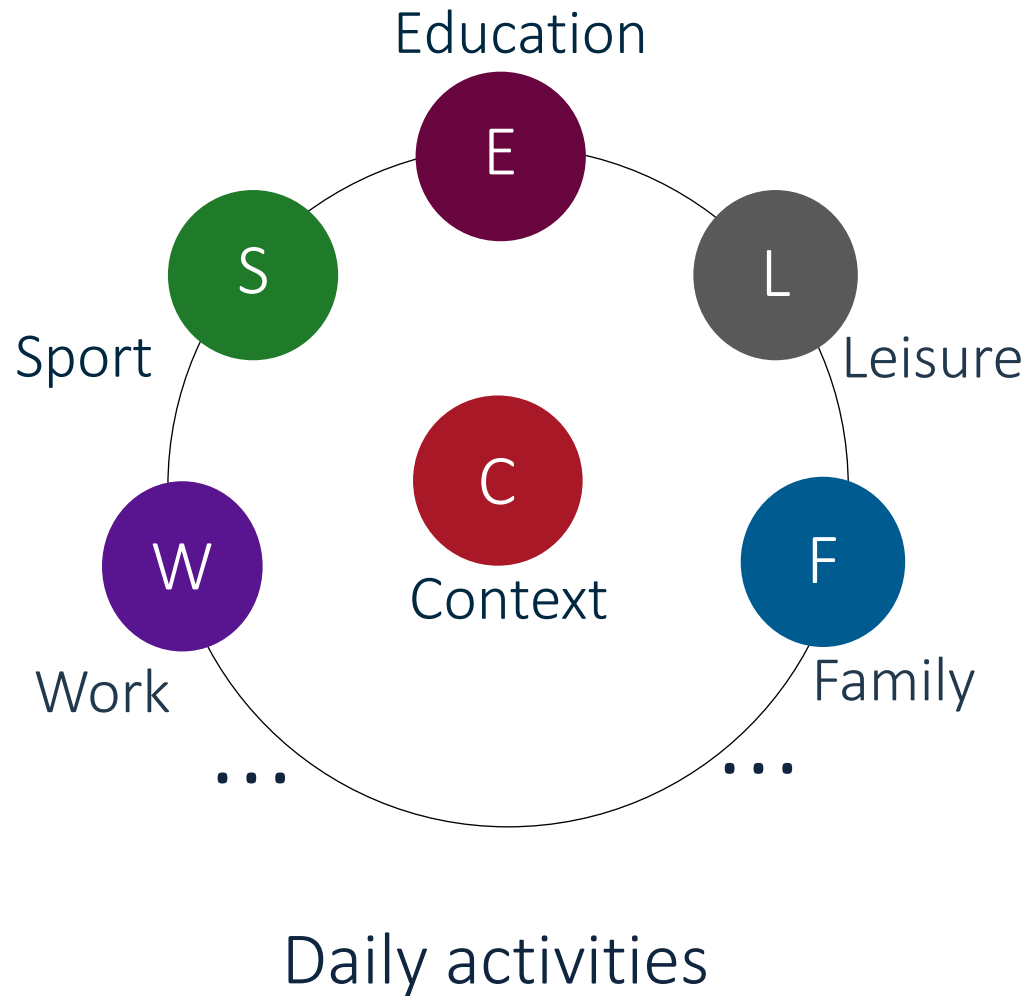 Education
E
S
L
Sport
Leisure
C
Context
W
F
Work
Family
...
...
Daily activities